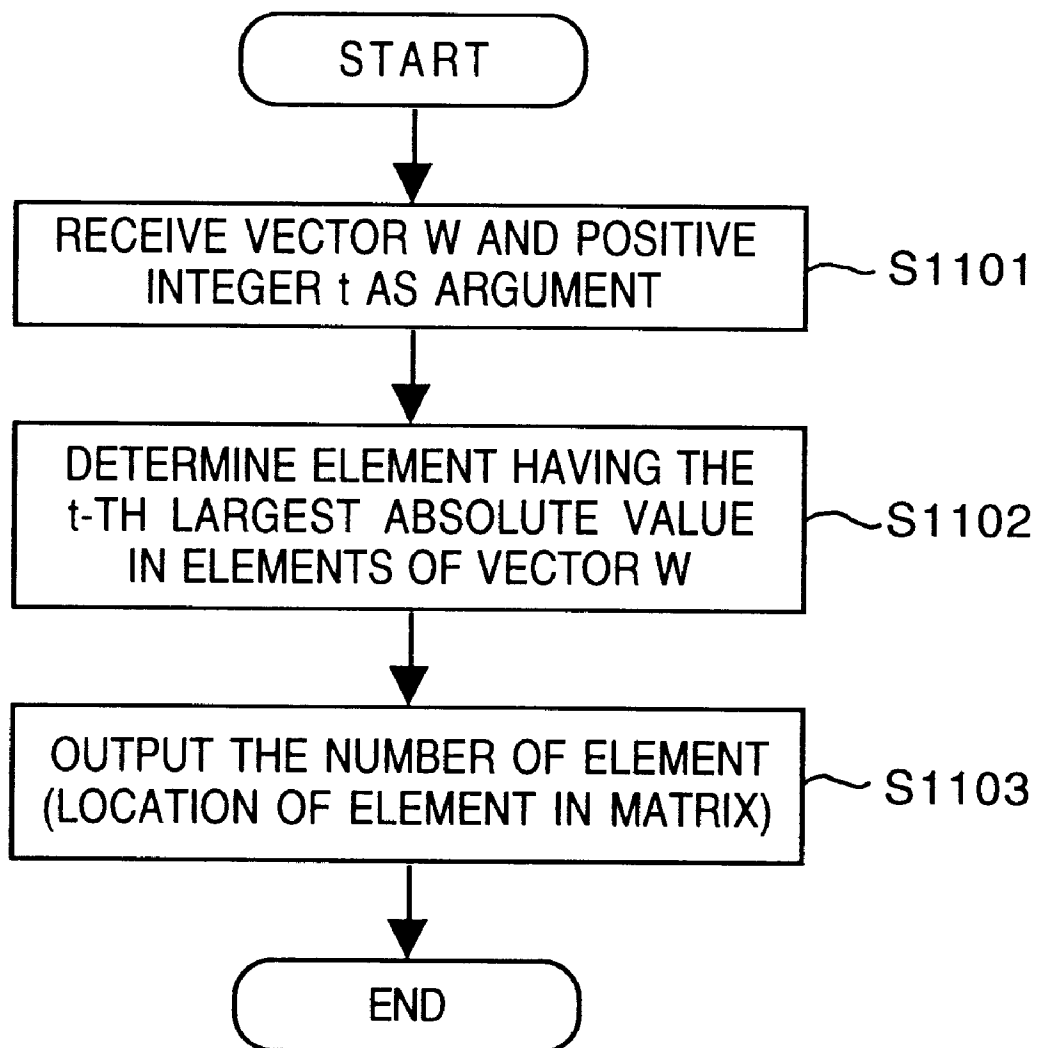 START
RECEIVE VECTOR W AND POSITIVE
INTEGER t AS ARGUMENT
S1101
DETERMINE ELEMENT HAVING THE
t-TH LARGEST ABSOLUTE VALUE
IN ELEMENTS OF VECTOR W
S1102
OUTPUT THE NUMBER OF ELEMENT
(LOCATION OF ELEMENT IN MATRIX)
S1103
END